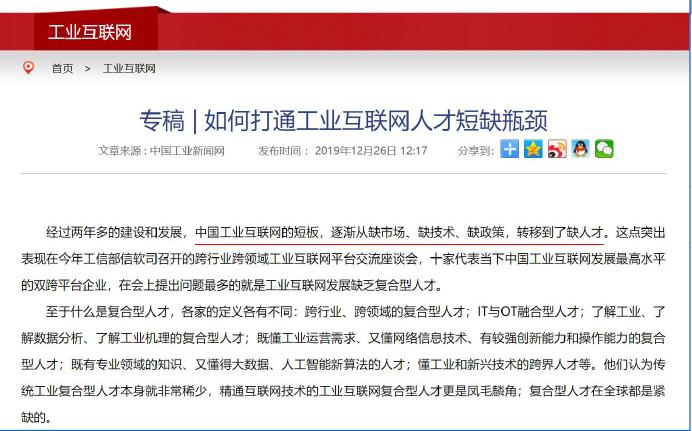 工业互联网
首页 > 工业互联网
专稿 | 如何打通工业互联网人才短缺瓶颈
文章来源 : 中国工业新闻网 发布时间： 2019年12月26日 12:17 分享到：
经过两年多的建设和发展，中国工业互联网的短板，逐渐从缺市场、缺技术、缺政策，转移到了缺人才。这点突出
表现在今年工信部信软司召开的跨行业跨领域工业互联网平台交流座谈会，十家代表当下中国工业互联网发展最高水平
的双跨平台企业，在会上提出问题最多的就是工业互联网发展缺乏复合型人才。
至于什么是复合型人才，各家的定义各有不同：跨行业、跨领域的复合型人才；IT与OT融合型人才；了解工业、了
解数据分析、了解工业机理的复合型人才；既懂工业运营需求、又懂网络信息技术、有较强创新能和操作能力的复合
型人才；既有专业领域的知识、又懂得大数据、人工智能新算法的人才；懂工业和新兴技术的跨界人才等。他们认为传
统工业复合型人才本身就非常稀少，精通互联网技术的工业互联网复合型人才更是凤毛麟角；复合型人才在全球都是紧
缺的。